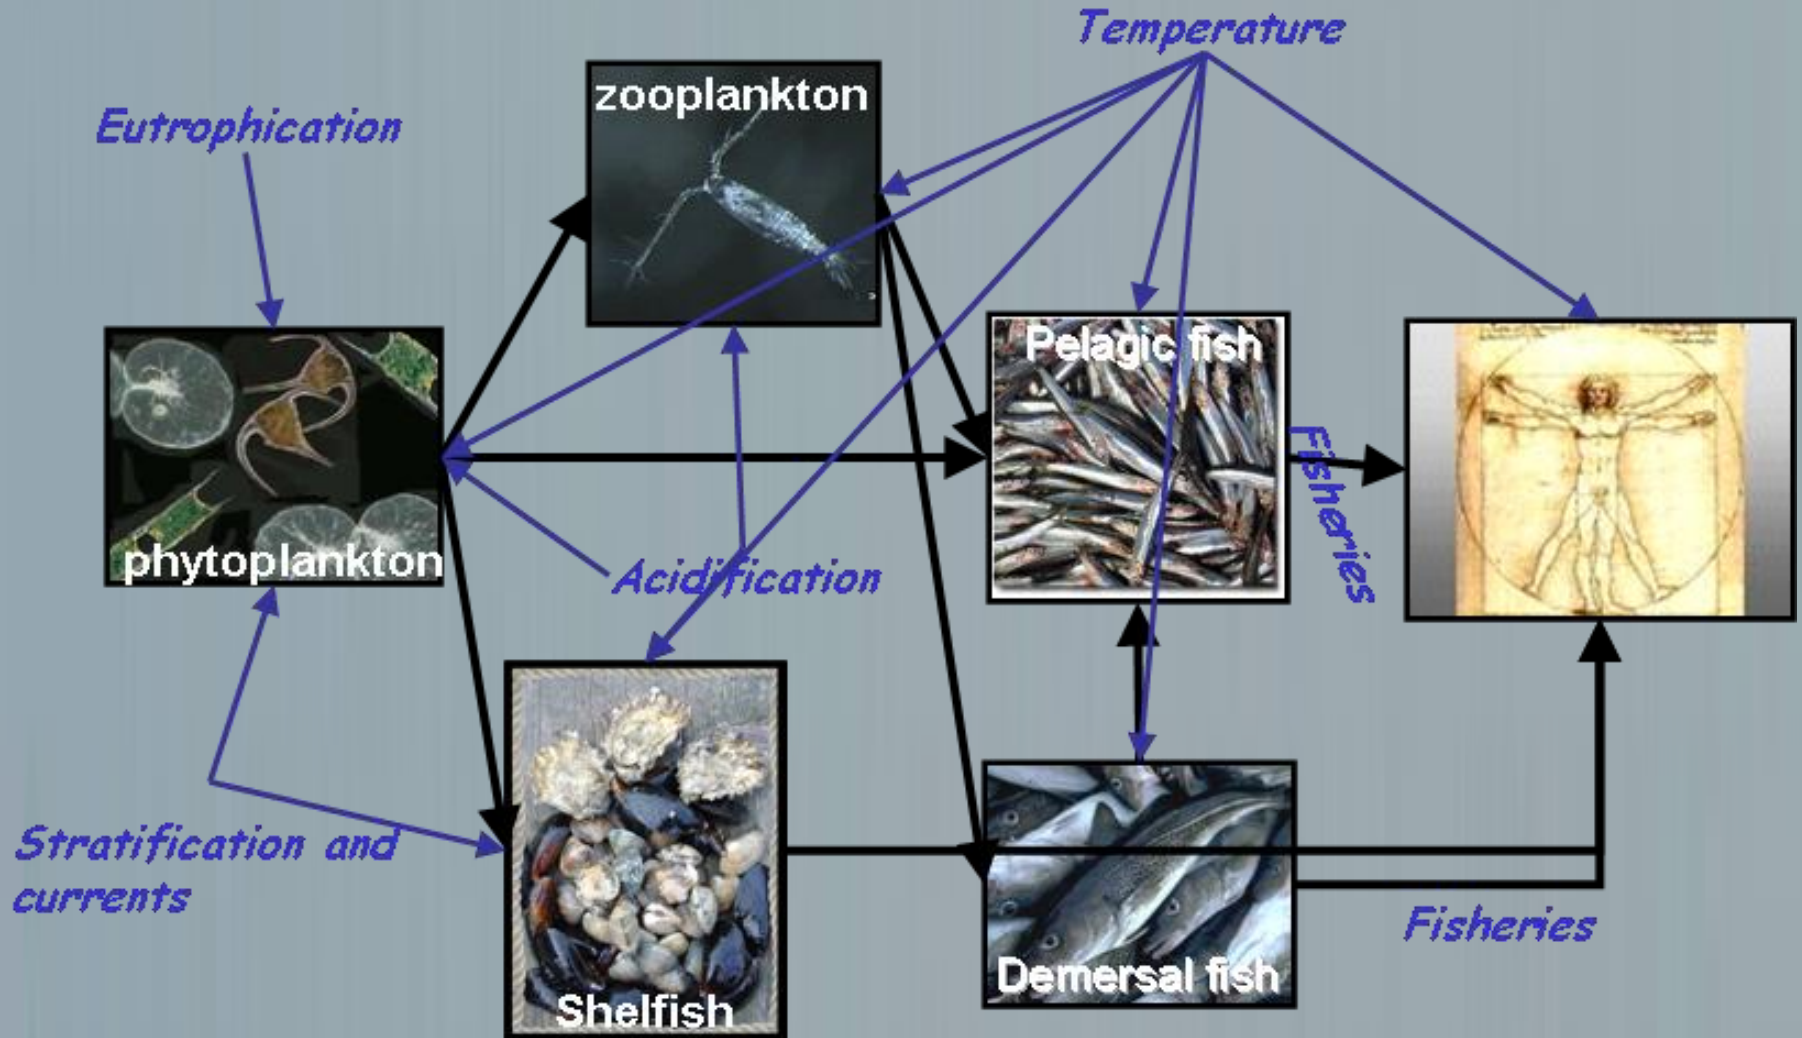 Temperature
zooplankton
Eutrophication
Pelagic fish
Fisheries
phytoplankton
Acidification
Stratification and
currents
Fisheries
Demersal fish
Shelfish